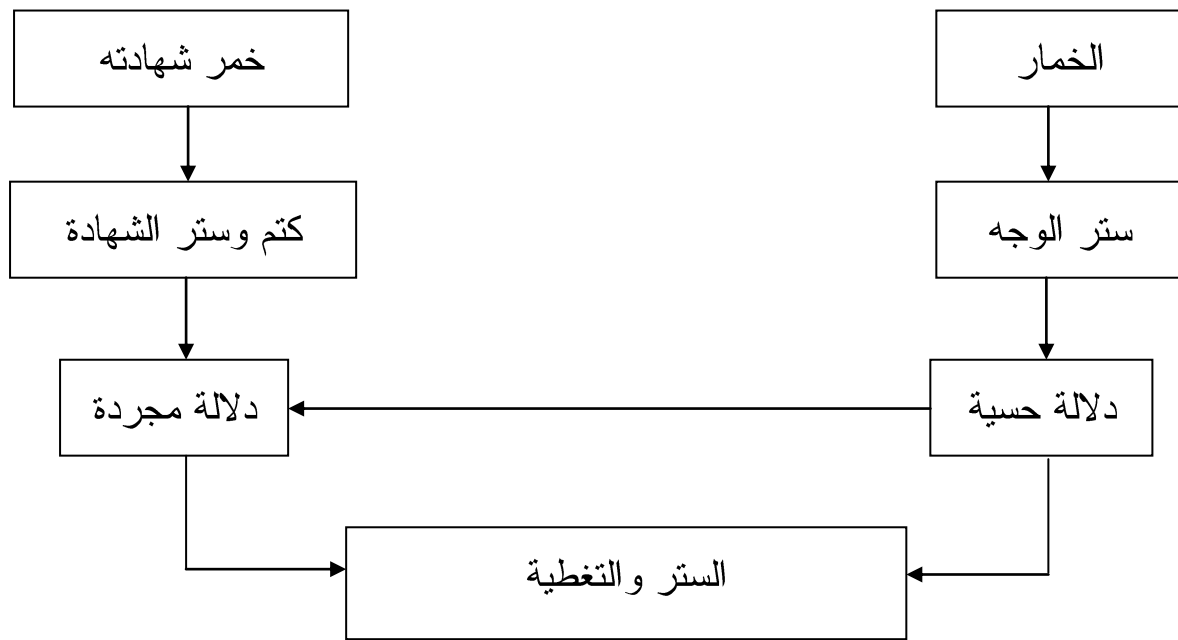 الخمار
خمر شهادته
ستر الوجه
كتم وستر الشهادة
دلالة حسية
دلالة مجردة
الستر والتغطية